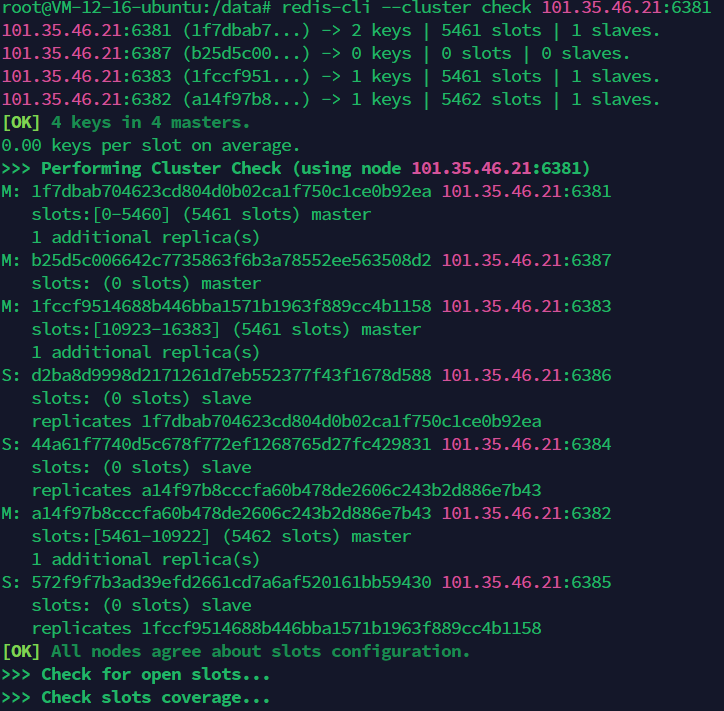 root@VM-12-16-ubuntu:/data# redis-cli --cluster check 101.35.46.21:6381
101.35.46.21:6381 (1f7dbab7...) -> 2 keys | 5461 slots | 1 slaves.
101.35.46.21:6387 (b25d5c00...) -> 0 keys | 0 slots | 0 slaves.
101.35.46.21:6383 (1fccf951...) -> 1 keys | 5461 slots | 1 slaves.
101.35.46.21:6382 (a14f97b8...) -> 1 keys | 5462 slots | 1 slaves.
[OK] 4 keys in 4 masters.
0.00 keys per slot on average.
>>> Performing Cluster Check (using node 101.35.46.21:6381)
M: 1f7dbab704623cd804d0b02ca1f750c1ce0b92ea 101.35.46.21:6381
   slots:[0-5460] (5461 slots) master
   1 additional replica(s)
M: b25d5c006642c7735863f6b3a78552ee563508d2 101.35.46.21:6387
   slots: (0 slots) master
M: 1fccf9514688b446bba1571b1963f889cc4b1158 101.35.46.21:6383
   slots:[10923-16383] (5461 slots) master
   1 additional replica(s)
S: d2ba8d9998d2171261d7eb552377f43f1678d588 101.35.46.21:6386
   slots: (0 slots) slave
   replicates 1f7dbab704623cd804d0b02ca1f750c1ce0b92ea
S: 44a61f7740d5c678f772ef1268765d27fc429831 101.35.46.21:6384
   slots: (0 slots) slave
   replicates a14f97b8cccfa60b478de2606c243b2d886e7b43
M: a14f97b8cccfa60b478de2606c243b2d886e7b43 101.35.46.21:6382
   slots:[5461-10922] (5462 slots) master
   1 additional replica(s)
S: 572f9f7b3ad39efd2661cd7a6af520161bb59430 101.35.46.21:6385
   slots: (0 slots) slave
   replicates 1fccf9514688b446bba1571b1963f889cc4b1158
[OK] All nodes agree about slots configuration.
>>> Check for open slots...
>>> Check slots coverage...